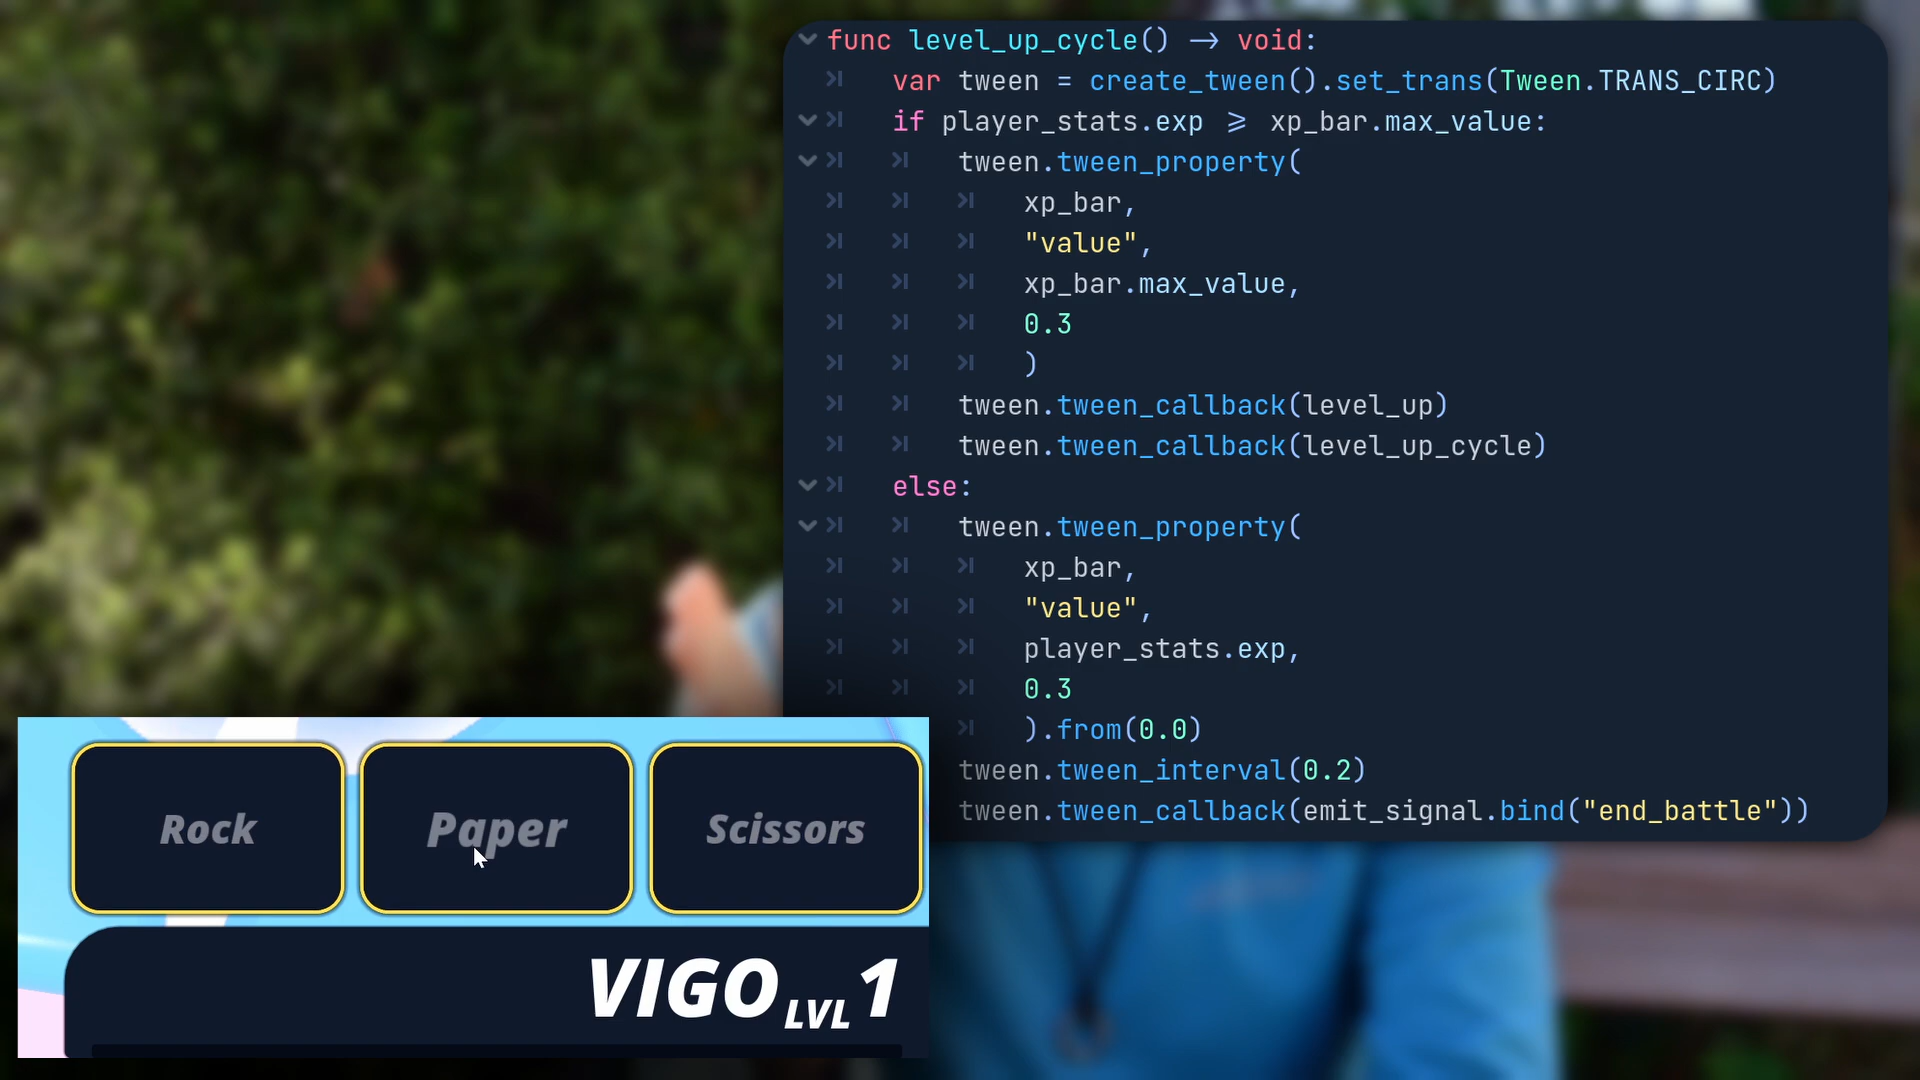 func level_up_cycle() -> void:
var tween = create_tween().set_trans(Tween.TRANS_CIRC)
if player_stats.exp >= xp_bar.max_value:
tween.tween_property(
xp_bar,
"value",
xp_bar.max_value,
0.3
)
tween.tween_callback(level_up)
tween.tween_callback(level_up_cycle)
else:
tween.tween_property(
xp_bar,
"value",
player_stats.exp,
0.3
).from(0.0)
tween.tween_interval(0.2)
tween.tween_callback(emit_signal.bind("end_battle"))
Rock
Paper
Scissors
VIGO LVL 1